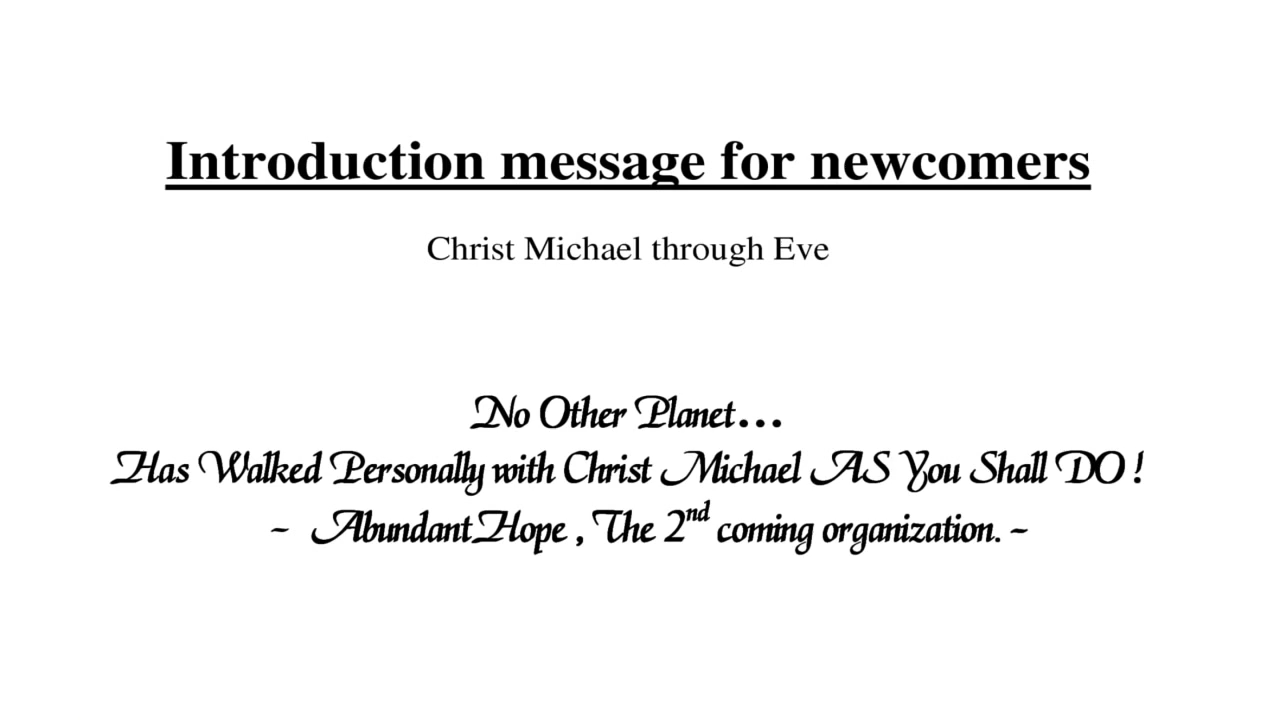 Introduction message for newcomers
Christ Michael through Eve
No Other Planet...
Has Walked Personally with Christ Michael AS You Shall DO !
~ AbundantHope , The 2nd coming organization. ~